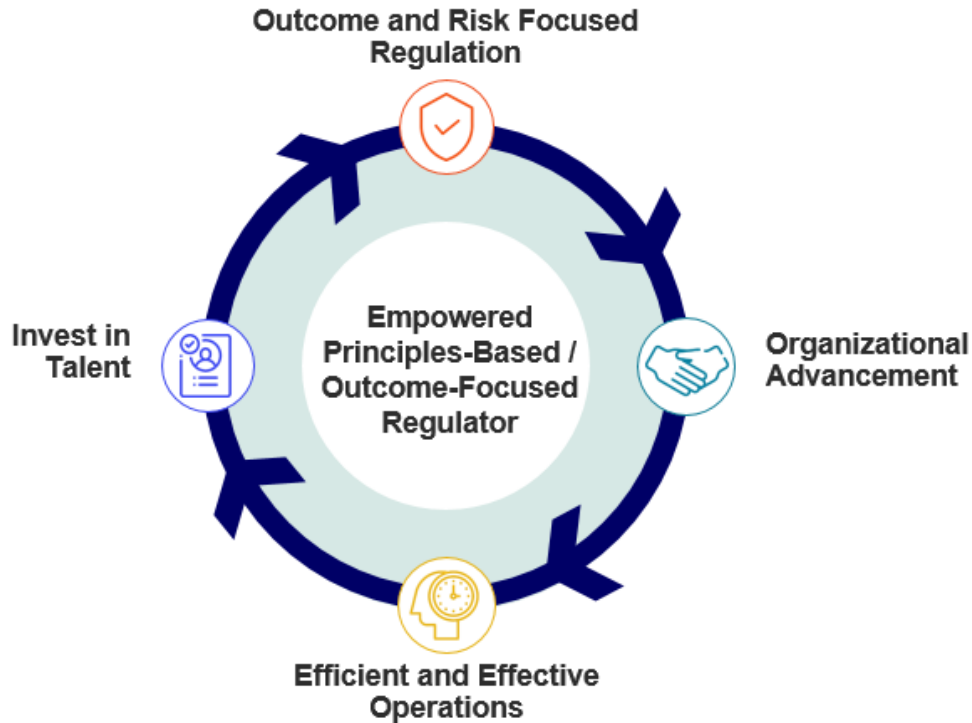 Outcome and Risk Focused
Regulation
Invest in
Talent
Empowered
Principles-Based /
Outcome-Focused
Regulator
Organizational
Advancement
Efficient and Effective
Operations